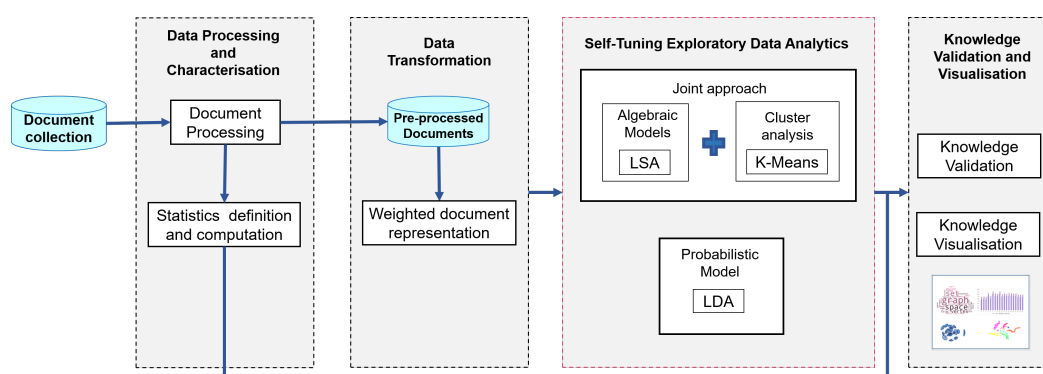 Data Processing
and
Characterisation
Document
collection
Document
Processing
Statistics definition
and computation
Data
Transformation
Pre-processed
Documents
Weighted document
representation
Self-Tuning Exploratory Data Analytics
Joint approach
Algebraic
Models
LSA
Cluster
analysis
K-Means
Probabilistic
Model
LDA
Knowledge
Validation and
Visualisation
Knowledge
Validation
Knowledge
Visualisation
graph
space